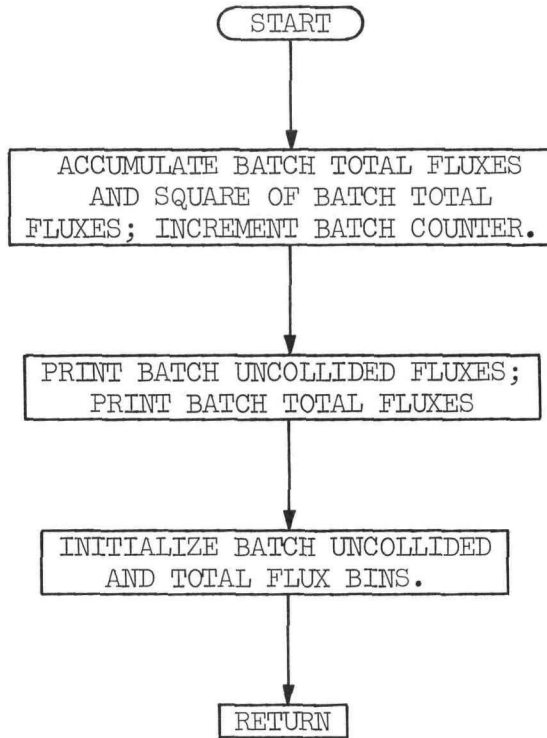 START
ACCUMULATE BATCH TOTAL FLUXES
AND SQUARE OF BATCH TOTAL
FLUXES; INCREMENT BATCH COUNTER.
PRINT BATCH UNCOLLIDED FLUXES;
PRINT BATCH TOTAL FLUXES
INITIALIZE BATCH UNCOLLIDED
AND TOTAL FLUX BINS.
RETURN